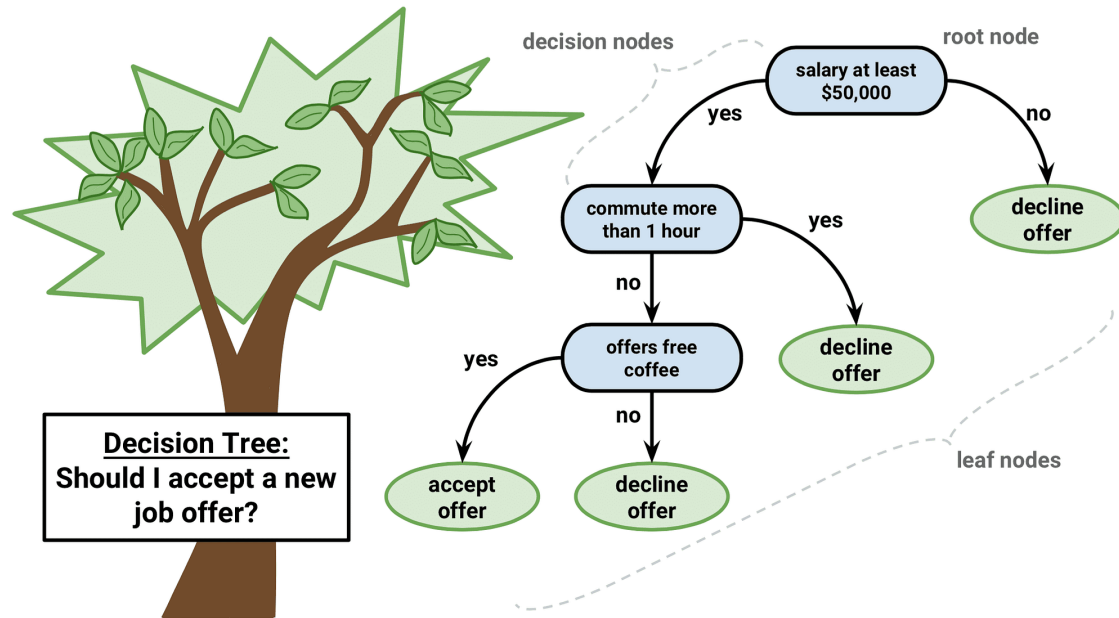 decision nodes
root node
salary at least
$50,000
yes
no
commute more
than 1 hour
yes
decline
offer
no
offers free
coffee
decline
offer
yes
no
accept
offer
decline
offer
leaf nodes
Decision Tree:
Should I accept a new
job offer?